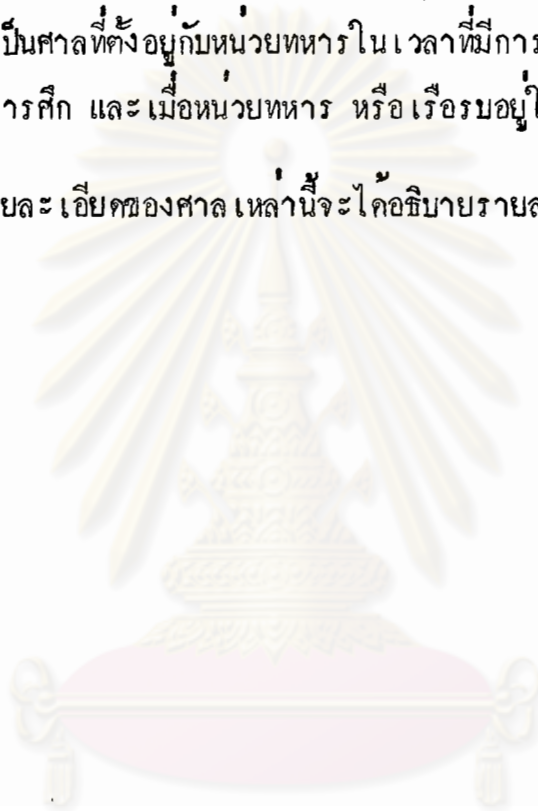 ป็นศาลที่ตั้งอยู่กับหน่วยทหารในเวลาที่มีการ
ารศึก และเมื่อหน่วยทหาร หรือเรือรบอยู่ใ
ยละเอียดของศาลเหล่านี้จะได้อธิบายรายล